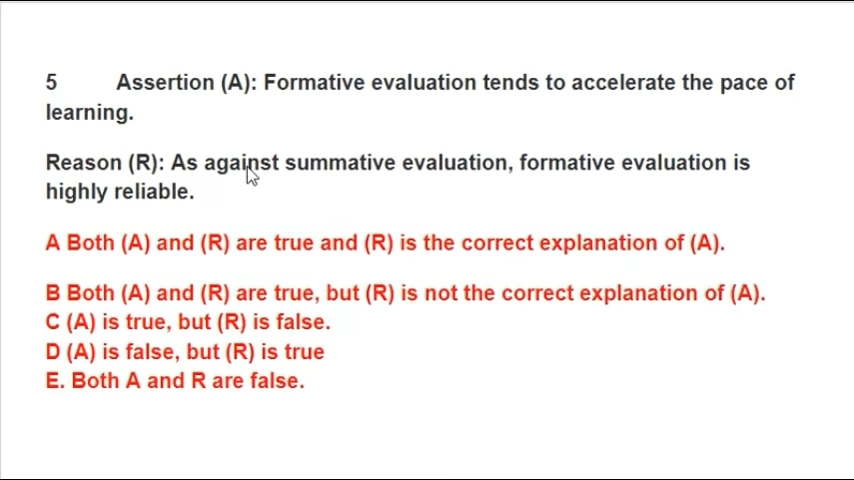 5 Assertion (A): Formative evaluation tends to accelerate the pace of
learning.
Reason (R): As against summative evaluation, formative evaluation is
highly reliable.
A Both (A) and (R) are true and (R) is the correct explanation of (A).
B Both (A) and (R) are true, but (R) is not the correct explanation of (A).
C (A) is true, but (R) is false.
D (A) is false, but (R) is true
E. Both A and R are false.